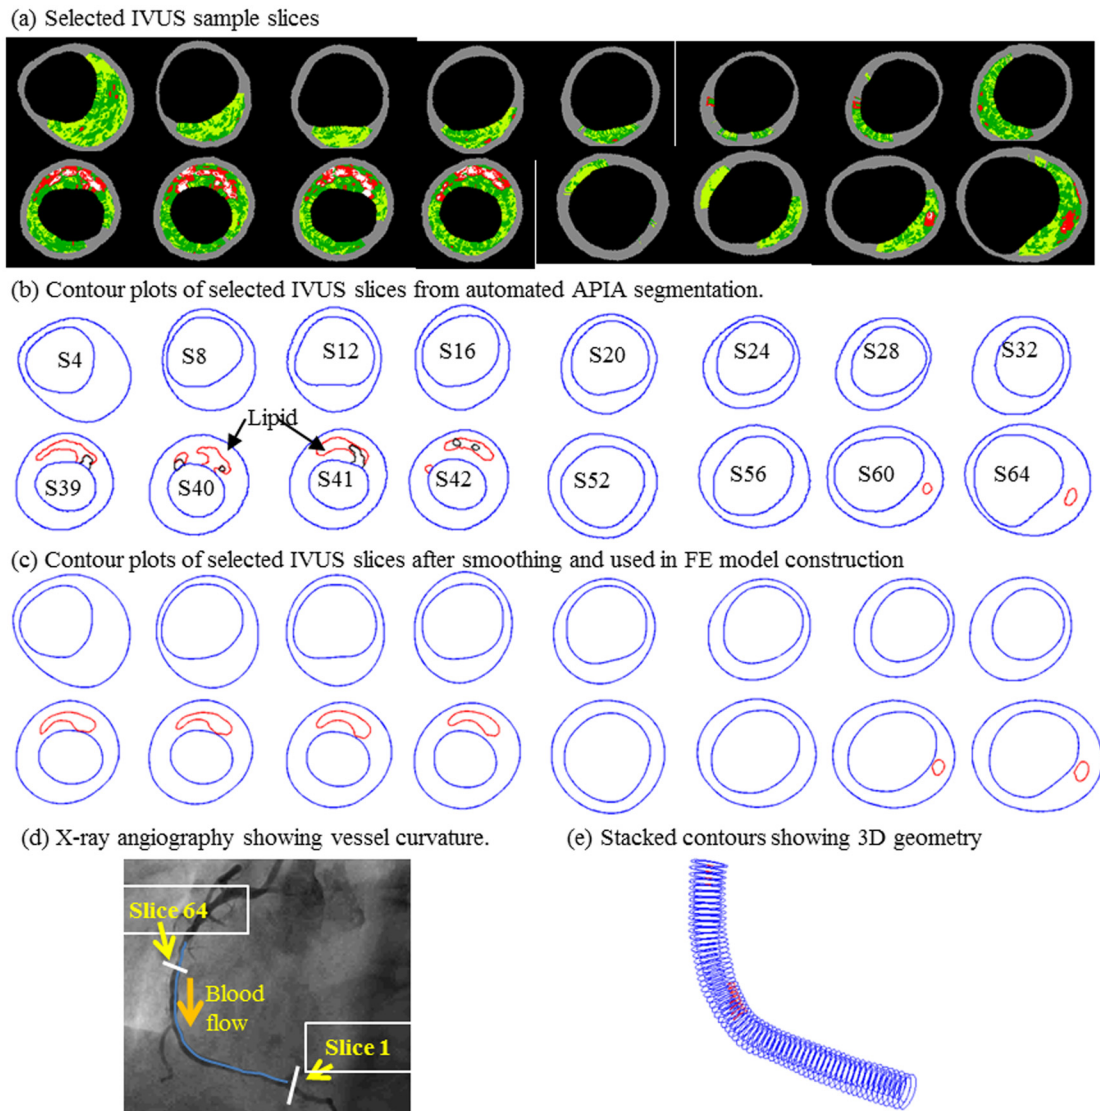 (a) Selected IVUS sample slices
(b) Contour plots of selected IVUS slices from automated APIA segmentation.
S4 S8 S12 S16 S20 S24 S28 S32
Lipid
S39 S40 S41 S42 S52 S56 S60 S64
(c) Contour plots of selected IVUS slices after smoothing and used in FE model construction
(d) X-ray angiography showing vessel curvature.
(e) Stacked contours showing 3D geometry
Slice 64
Blood
flow
Slice 1